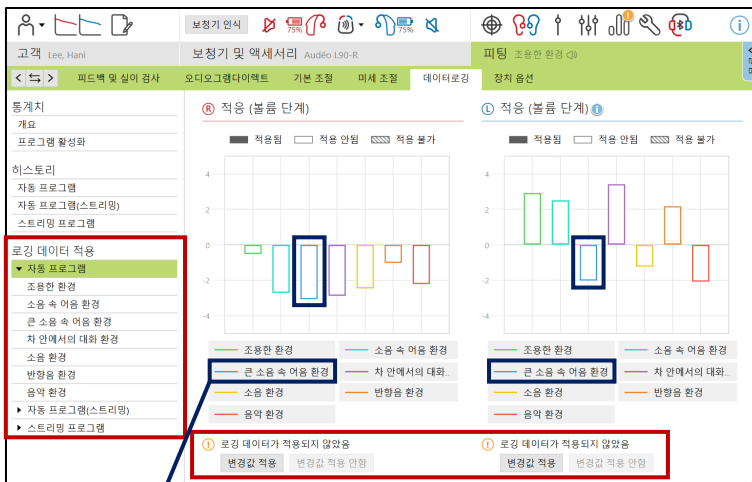 보청기 인식
75%
75%
고객 Lee, Hani
보청기 및 액세서리 Audéo L90-R
피팅 조용한 환경
피드백 및 실이 검사
오디오그램다이렉트
기본 조절
미세 조절
데이터로깅
장치 옵션
통계치
개요
프로그램 활성화
히스토리
자동 프로그램
자동 프로그램(스트리밍)
스트리밍 프로그램
로깅 데이터 적용
자동 프로그램
조용한 환경
소음 속 어음 환경
큰 소음 속 어음 환경
차 안에서의 대화 환경
소음 환경
반향음 환경
음악 환경
자동 프로그램(스트리밍)
스트리밍 프로그램
R 적응 (볼륨 단계)
적용됨 적용 안됨 적용 불가
4
2
0
-2
-4
조용한 환경
소음 속 어음 환경
큰 소음 속 어음 환경
차 안에서의 대화..
소음 환경
반향음 환경
음악 환경
! 로깅 데이터가 적용되지 않았음
변경값 적용
변경값 적용 안함
L 적응 (볼륨 단계)
적용됨 적용 안됨 적용 불가
4
2
0
-2
-4
조용한 환경
소음 속 어음 환경
큰 소음 속 어음 환경
차 안에서의 대화..
소음 환경
반향음 환경
음악 환경
! 로깅 데이터가 적용되지 않았음
변경값 적용
변경값 적용 안함